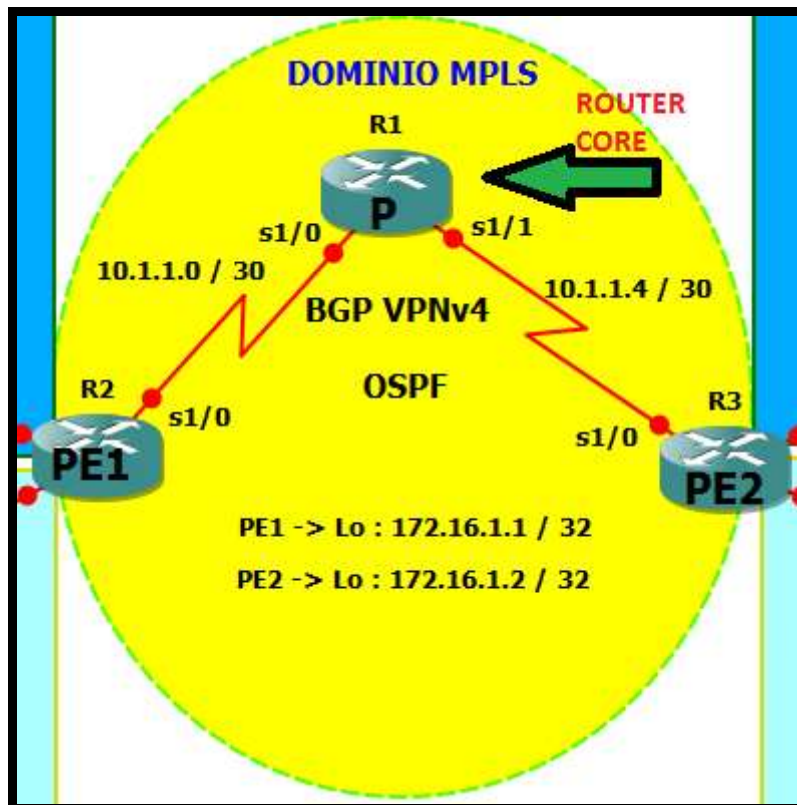 DOMINIO MPLS
ROUTER
CORE
R1
P
s1/0
s1/1
10.1.1.0 / 30
10.1.1.4 / 30
BGP VPNv4
OSPF
R2
s1/0
PE1
R3
s1/0
PE2
PE1 -> Lo : 172.16.1.1 / 32
PE2 -> Lo : 172.16.1.2 / 32